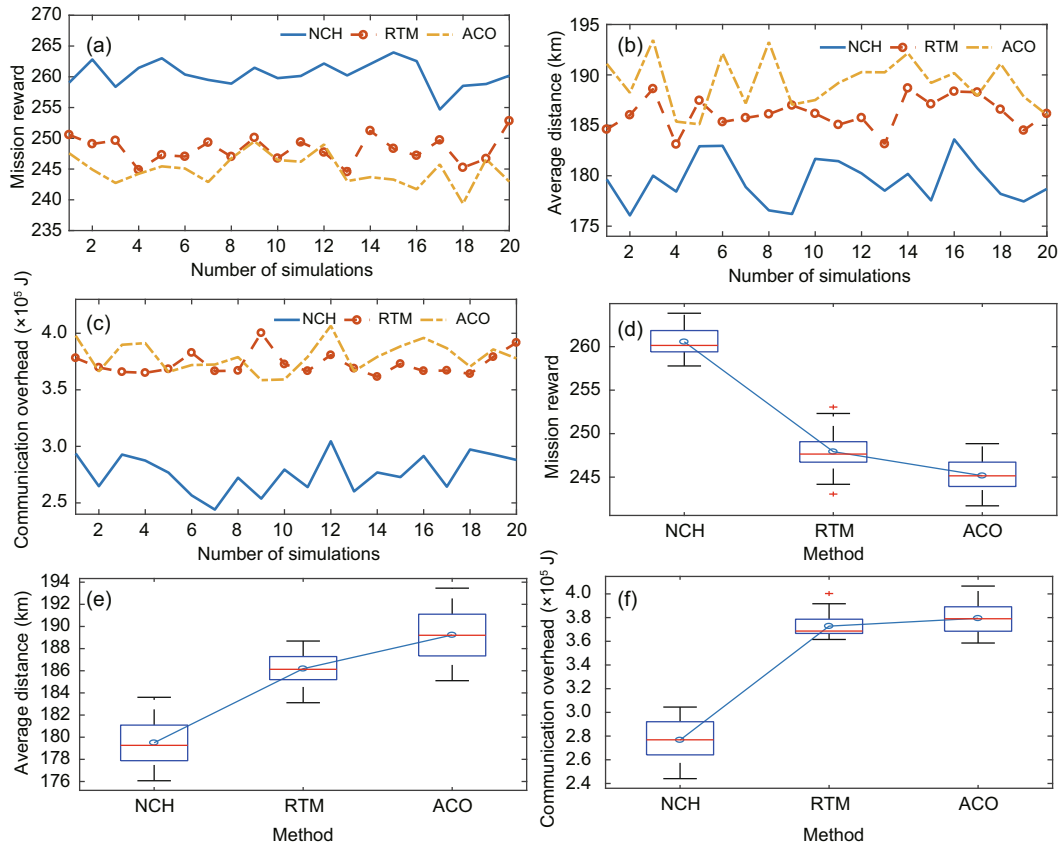 (a)
NCH RTM ACO
Mission reward
270
265
260
255
250
245
240
235
2 4 6 8 10 12 14 16 18 20
Number of simulations
(b)
NCH RTM ACO
Average distance (km)
195
190
185
180
175
2 4 6 8 10 12 14 16 18 20
Number of simulations
(c)
NCH RTM ACO
Communication overhead (×10⁵ J)
4.0
3.5
3.0
2.5
2 4 6 8 10 12 14 16 18 20
Number of simulations
(d)
Mission reward
260
255
250
245
NCH RTM ACO
Method
(e)
Average distance (km)
194
192
190
188
186
184
182
180
178
176
NCH RTM ACO
Method
(f)
Communication overhead (×10⁵ J)
4.0
3.8
3.6
3.4
3.2
3.0
2.8
2.6
2.4
NCH RTM ACO
Method